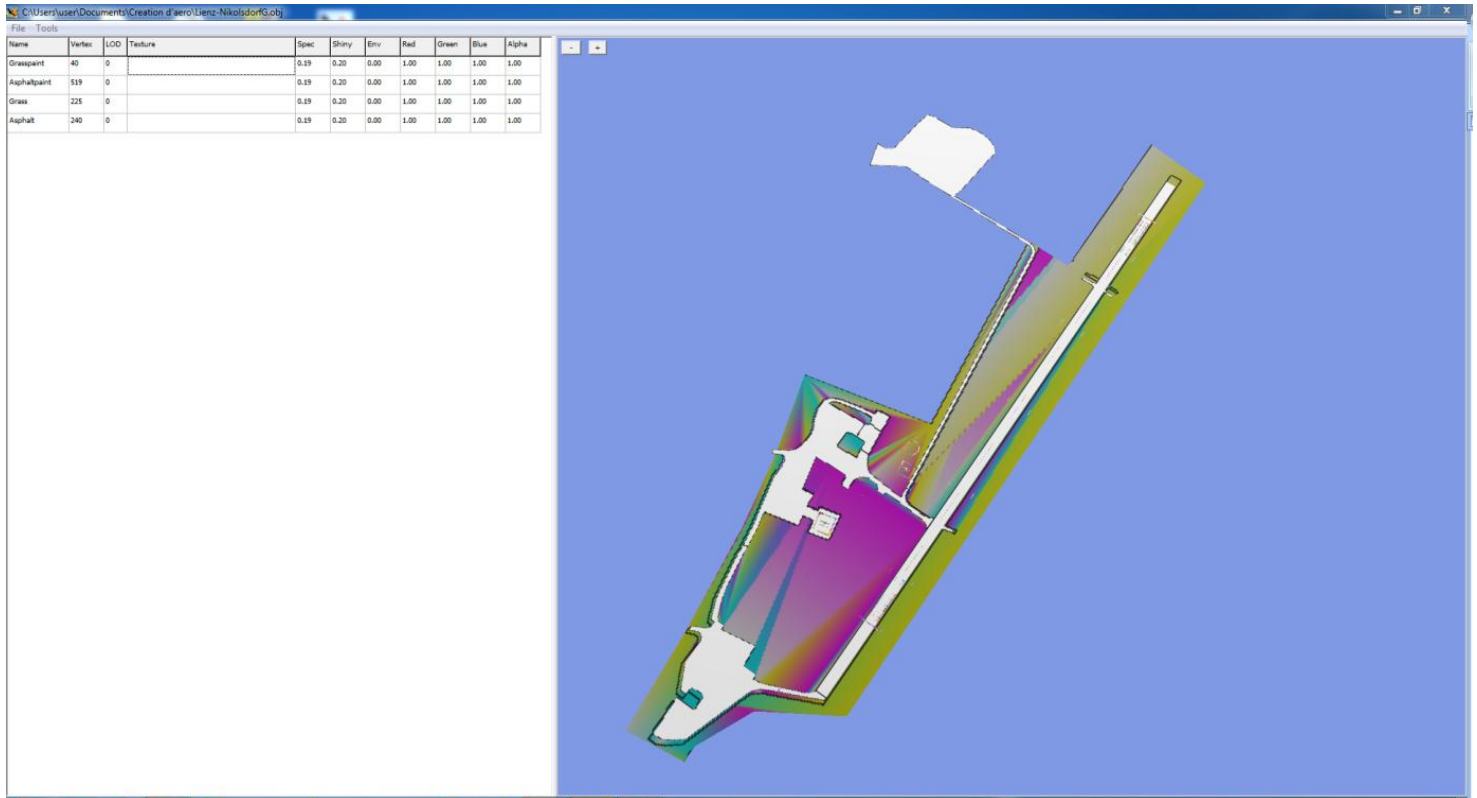 C:\Users\user\Documents\Creation d'aero\Lienz-NikolsdorfG.obj
File Tools
Name Vertex LOD Texture Spec Shiny Env Red Green Blue Alpha
- +
Grasspaint 40 0 0.19 0.20 0.00 1.00 1.00 1.00 1.00
Asphaltpaint 519 0 0.19 0.20 0.00 1.00 1.00 1.00 1.00
Grass 225 0 0.19 0.20 0.00 1.00 1.00 1.00 1.00
Asphalt 240 0 0.19 0.20 0.00 1.00 1.00 1.00 1.00